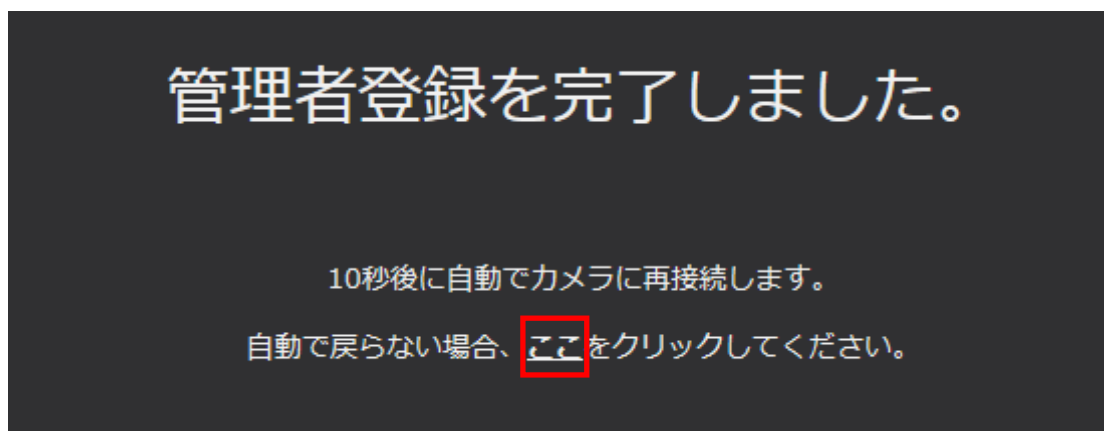 管理者登録を完了しました。
10秒後に自動でカメラに再接続します。
自動で戻らない場合、ここをクリックしてください。